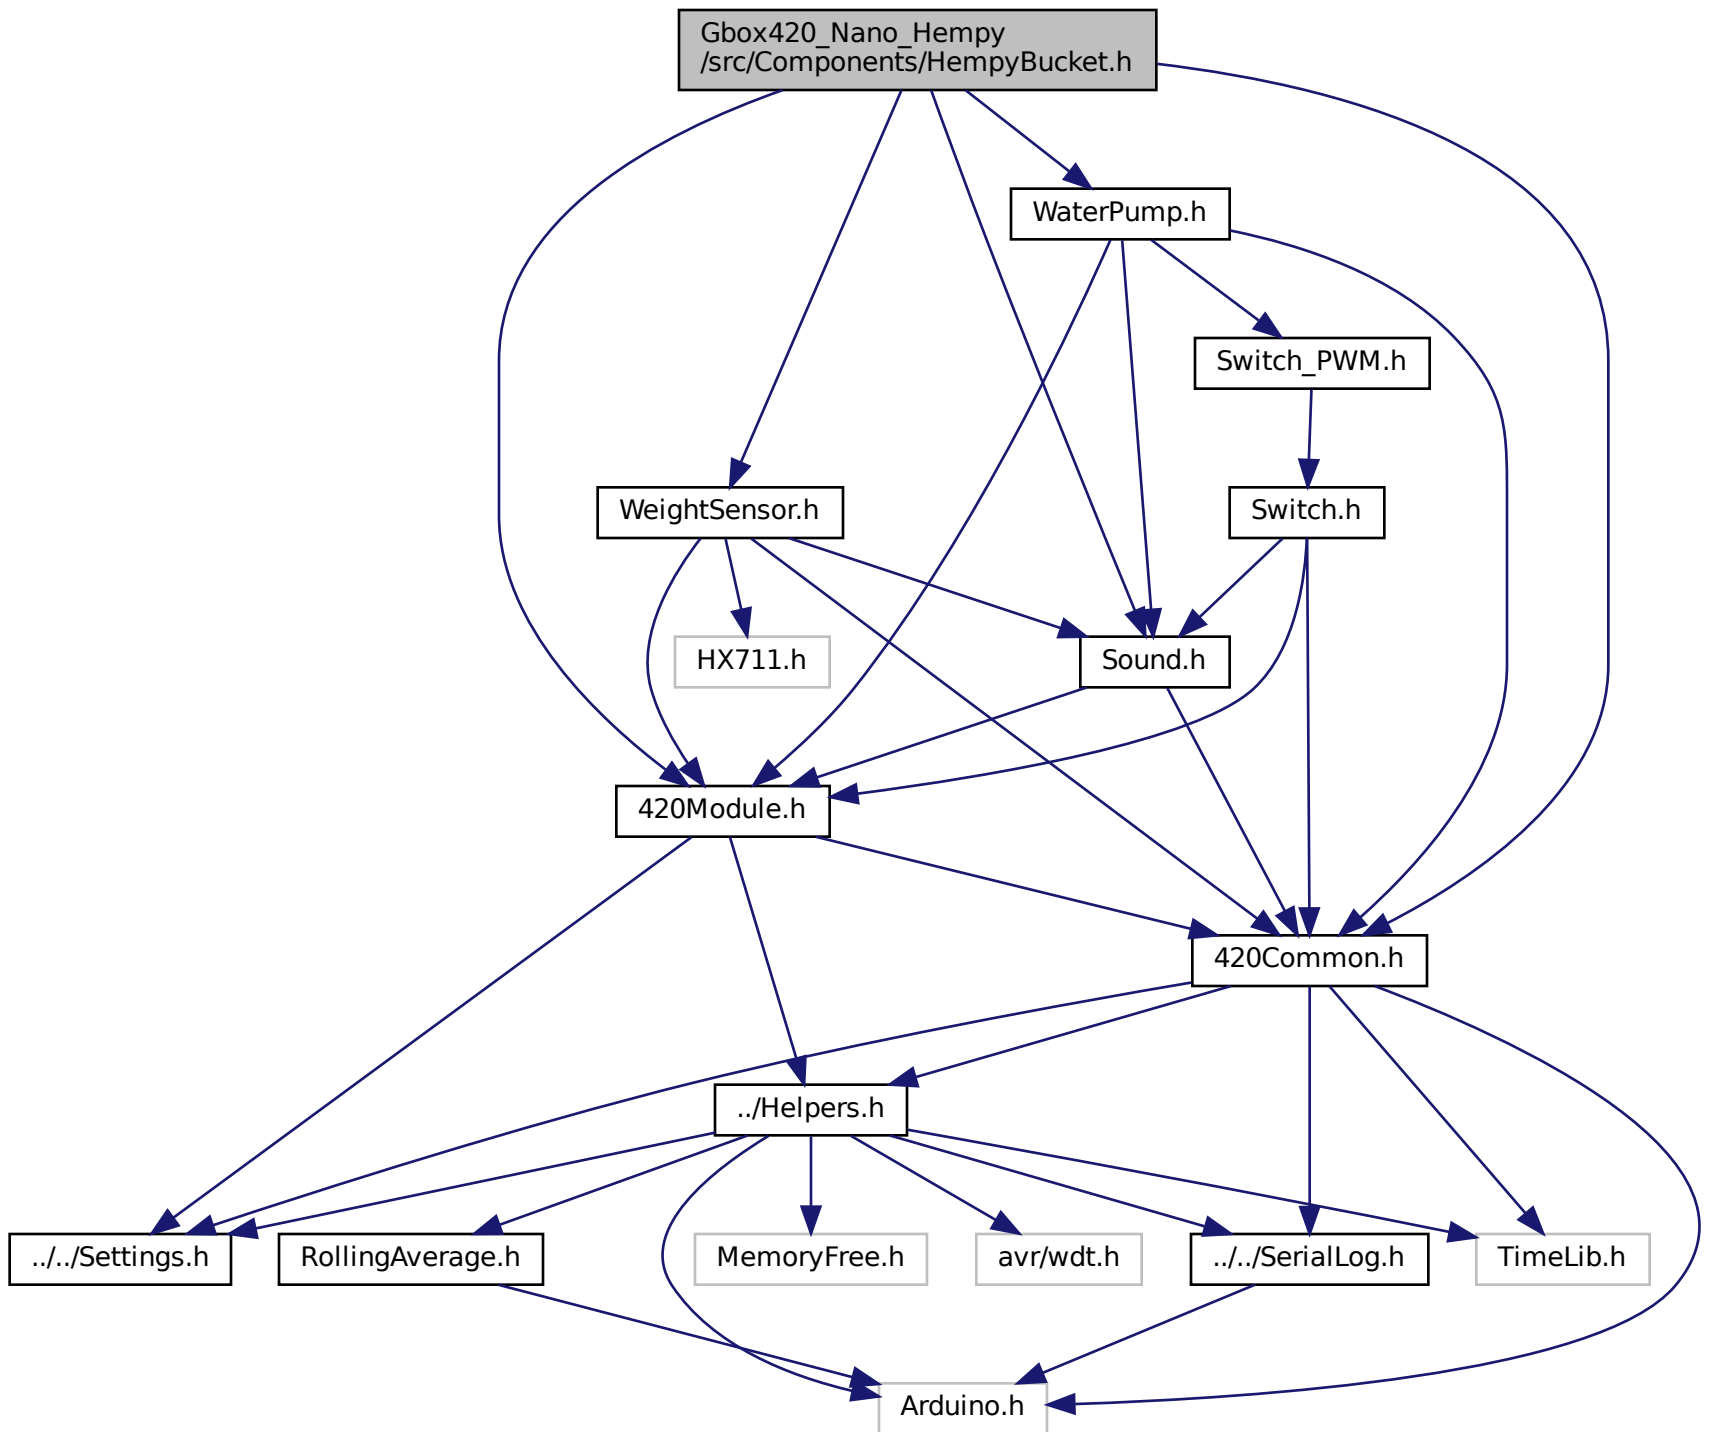 Gbox420_Nano_Hempy
/src/Components/HempyBucket.h
WaterPump.h
Switch_PWM.h
WeightSensor.h
Switch.h
HX711.h
Sound.h
420Module.h
420Common.h
../Helpers.h
../../Settings.h
RollingAverage.h
MemoryFree.h
avr/wdt.h
../../SerialLog.h
TimeLib.h
Arduino.h